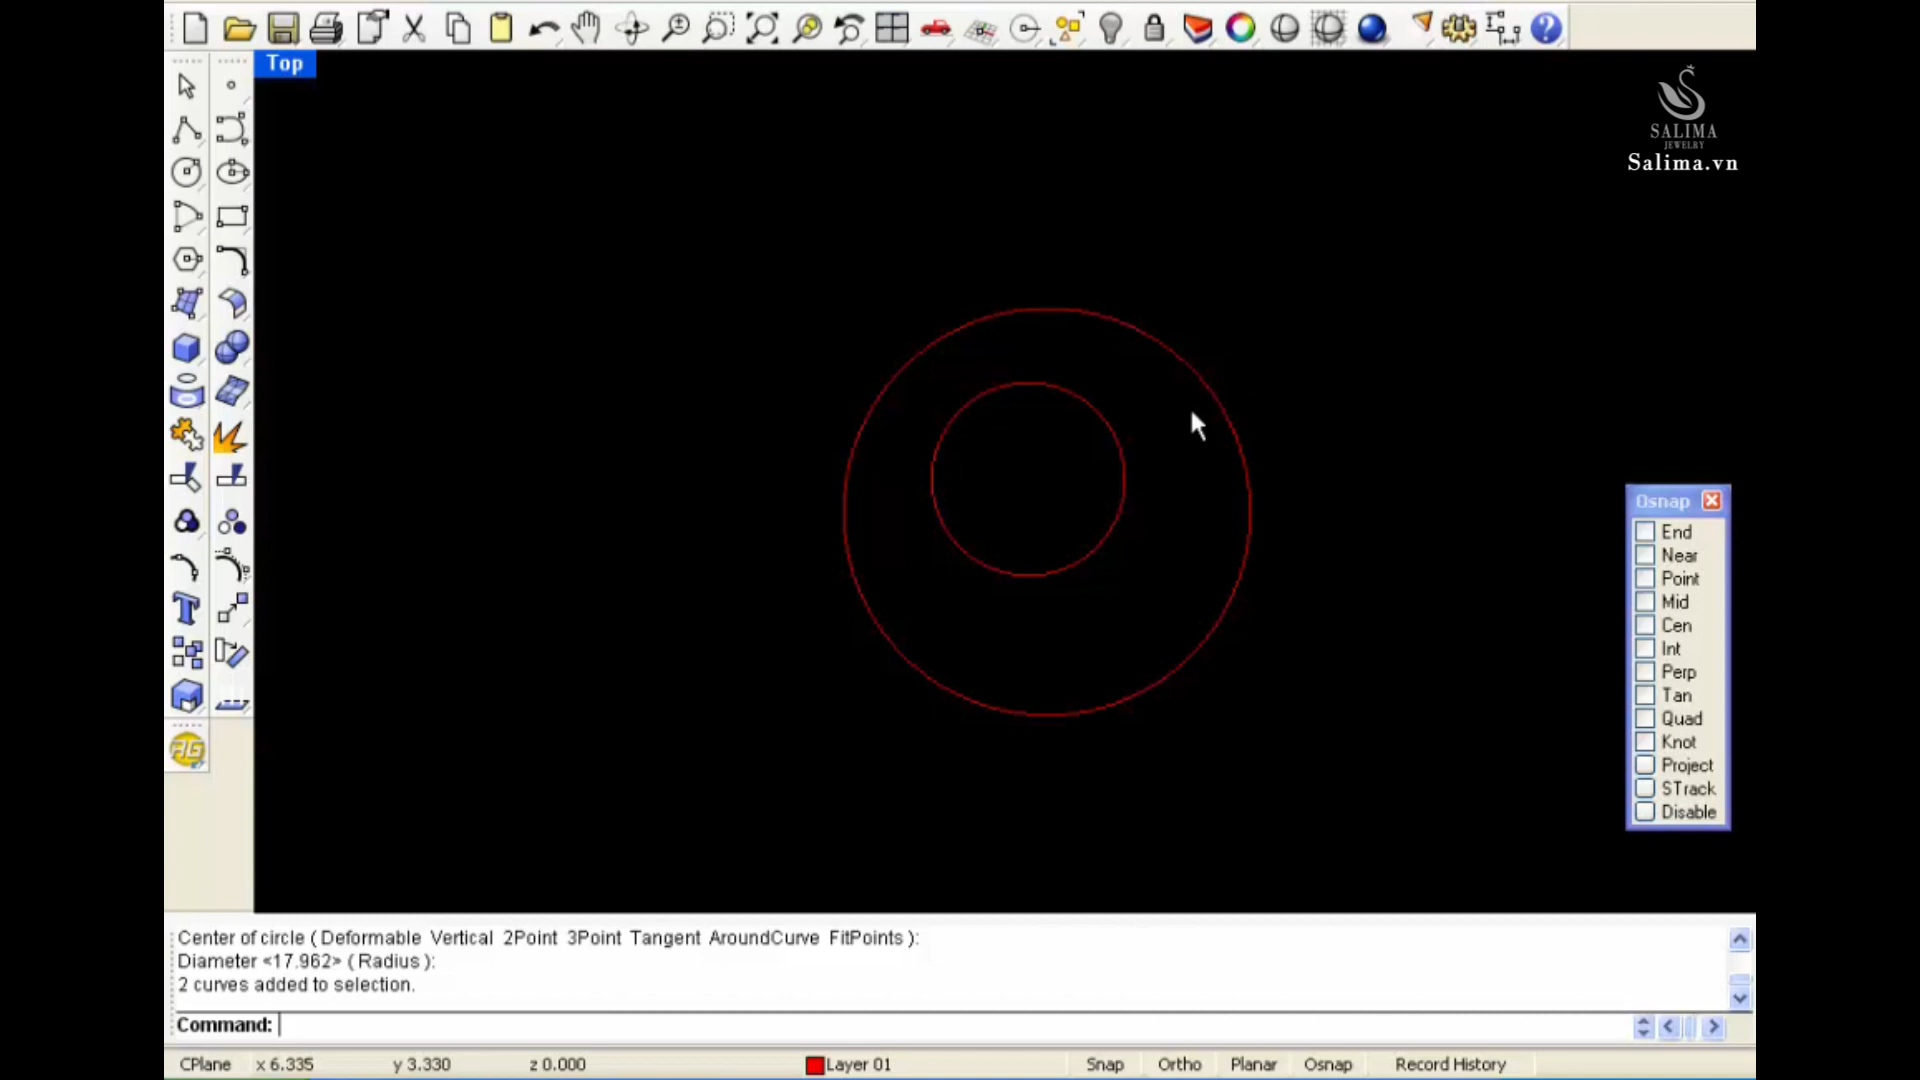 Top
SALIMA
JEWELRY
Salima.vn
Osnap
End
Near
Point
Mid
Cen
Int
Perp
Tan
Quad
Knot
Project
STrack
Disable
Center of circle ( Deformable Vertical 2Point 3Point Tangent AroundCurve FitPoints ):
Diameter <17.962> ( Radius ):
2 curves added to selection.
Command:
CPlane x 6.335 y 3.330 z 0.000 Layer 01 Snap Ortho Planar Osnap Record History